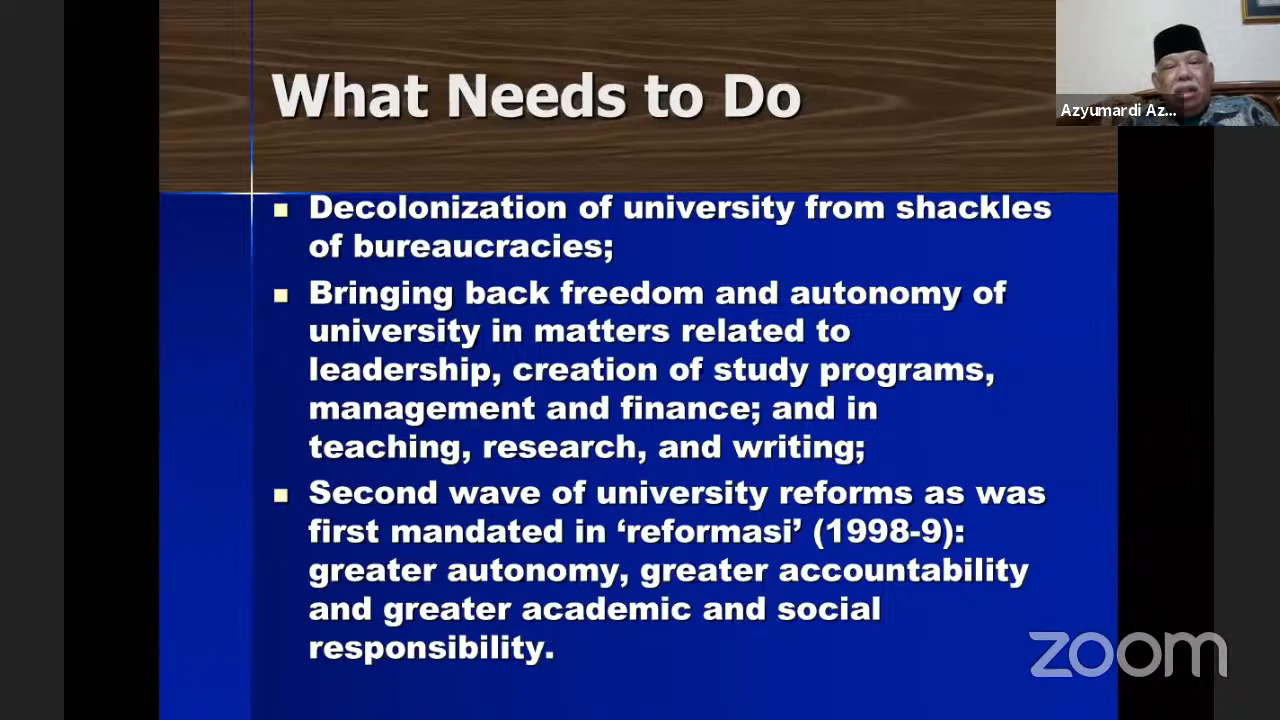 What Needs to Do
Azyumardi Az...
Decolonization of university from shackles
of bureaucracies;
Bringing back freedom and autonomy of
university in matters related to
leadership, creation of study programs,
management and finance; and in
teaching, research, and writing;
Second wave of university reforms as was
first mandated in ‘reformasi’ (1998-9):
greater autonomy, greater accountability
and greater academic and social
responsibility.
zoom